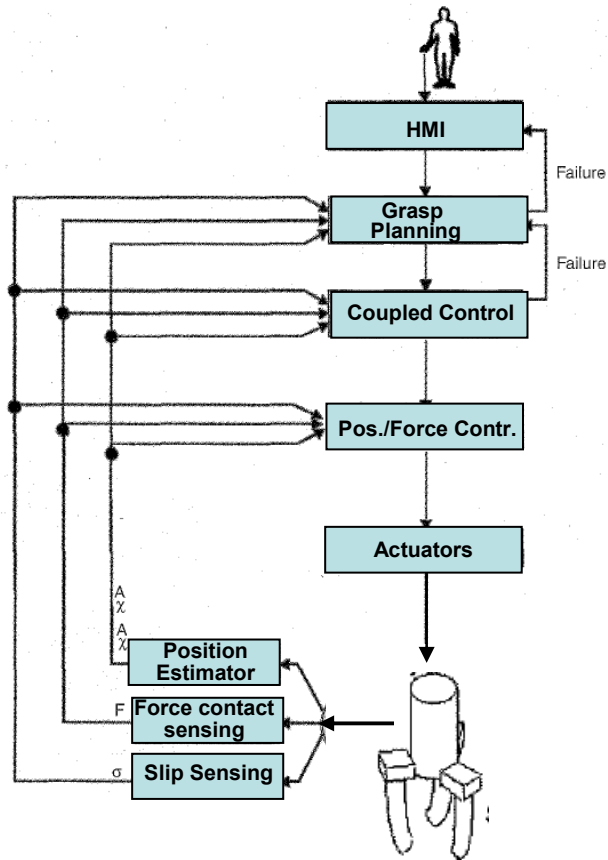 HMI
Failure
Grasp
Planning
Failure
Coupled Control
Pos./Force Contr.
Actuators
A
χ
A
χ
Position
Estimator
F
Force contact
sensing
σ
Slip Sensing